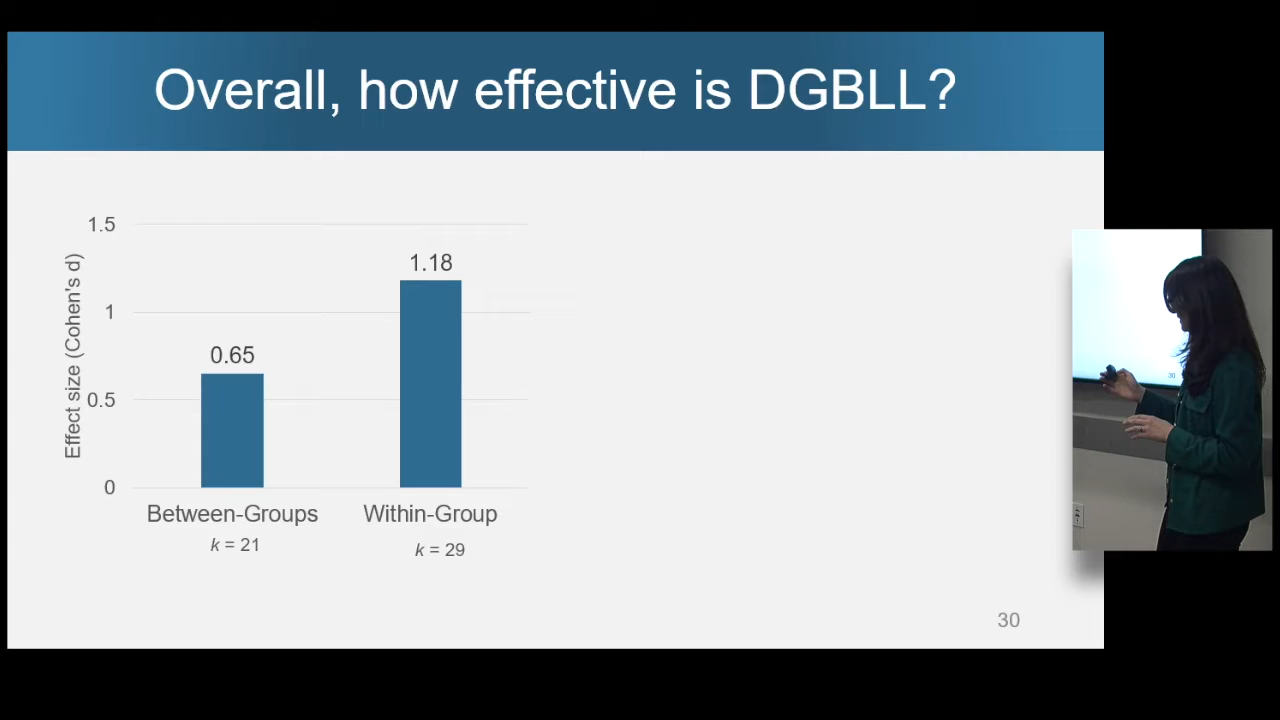 Overall, how effective is DGBLL?
Effect size (Cohen's d)
1.5
1
0.5
0
0.65
1.18
Between-Groups
Within-Group
k = 21
k = 29
30
30